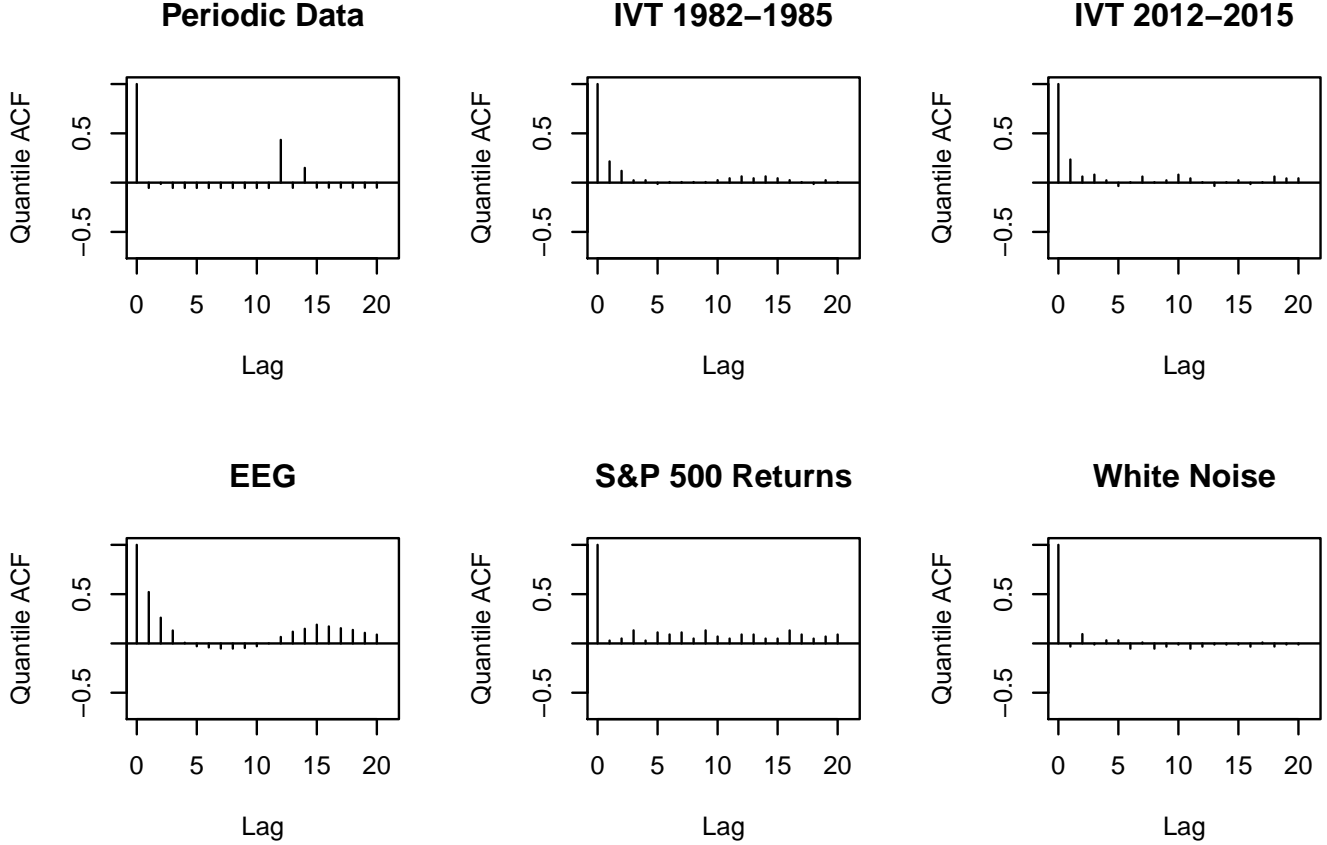 Periodic Data
Quantile ACF
0.5
−0.5
0 5 10 15 20
Lag
IVT 1982−1985
Quantile ACF
0.5
−0.5
0 5 10 15 20
Lag
IVT 2012−2015
Quantile ACF
0.5
−0.5
0 5 10 15 20
Lag
EEG
Quantile ACF
0.5
−0.5
0 5 10 15 20
Lag
S&P 500 Returns
Quantile ACF
0.5
−0.5
0 5 10 15 20
Lag
White Noise
Quantile ACF
0.5
−0.5
0 5 10 15 20
Lag